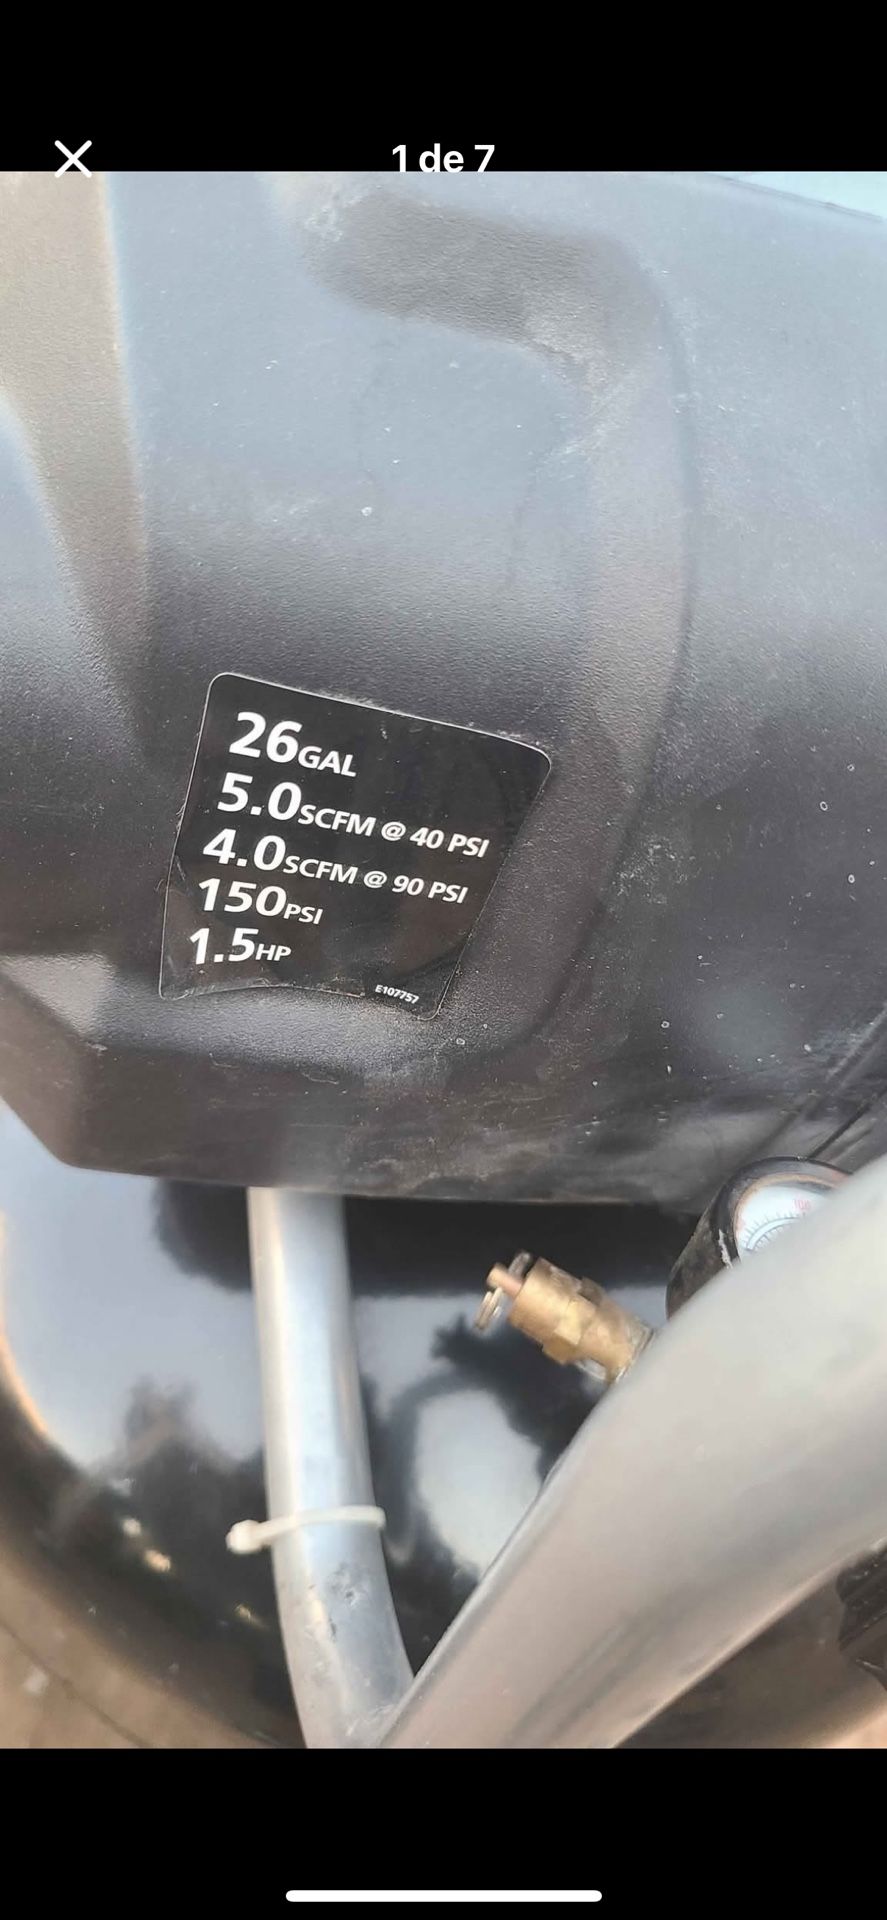 1 de 7
26GAL
5.0SCFM @ 40 PSI
4.0SCFM @ 90 PSI
150PSI
1.5HP
E107757